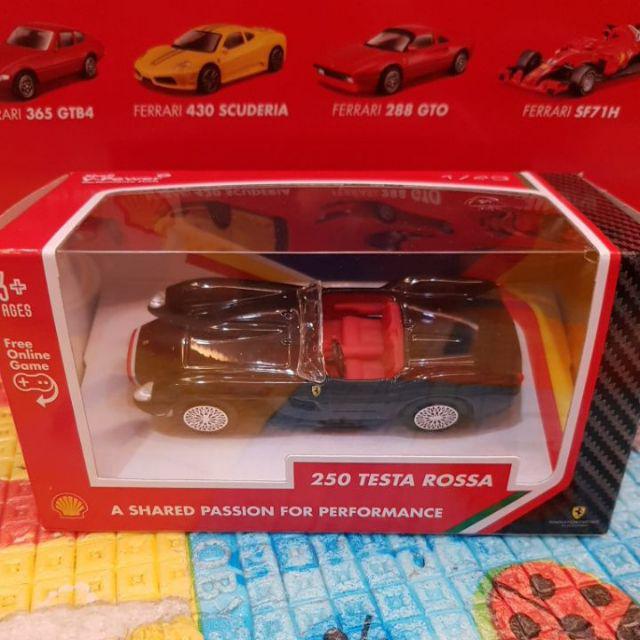 ARI 365 GTB4
FERRARI 430 SCUDERIA
FERRARI 288 GTO
FERRARI SF71H
3+
AGES
Free
Online
Game
250 TESTA ROSSA
A SHARED PASSION FOR PERFORMANCE